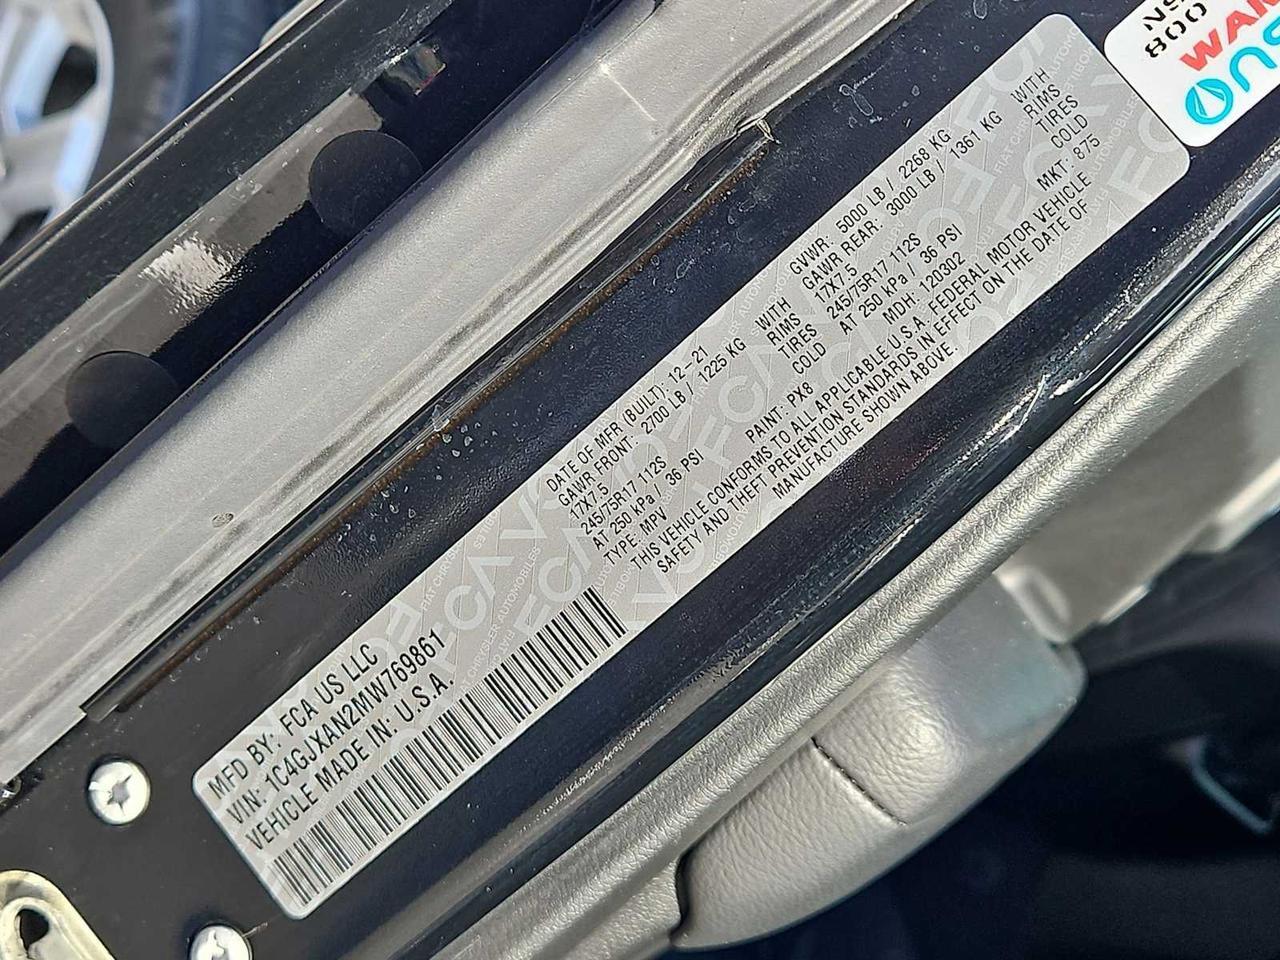 MFD BY: FCA US LLC
VIN: 1C4GJXAN2MW769861
VEHICLE MADE IN: U.S.A.
DATE OF MFR (BUILT): 12-21 GVWR: 5000 LB / 2268 KG
GAWR FRONT: 2700 LB / 1225 KG WITH GAWR REAR: 3000 LB / 1361 KG WITH
17X7.5 RIMS 17X7.5 RIMS
245/75R17 112S TIRES 245/75R17 112S TIRES
AT 250 kPa / 36 PSI COLD AT 250 kPa / 36 PSI COLD
TYPE: MPV PAINT: PX8 MDH: 120302 MKT: 875
THIS VEHICLE CONFORMS TO ALL APPLICABLE U.S.A. FEDERAL MOTOR VEHICLE
SAFETY AND THEFT PREVENTION STANDARDS IN EFFECT ON THE DATE OF
MANUFACTURE SHOWN ABOVE.
800